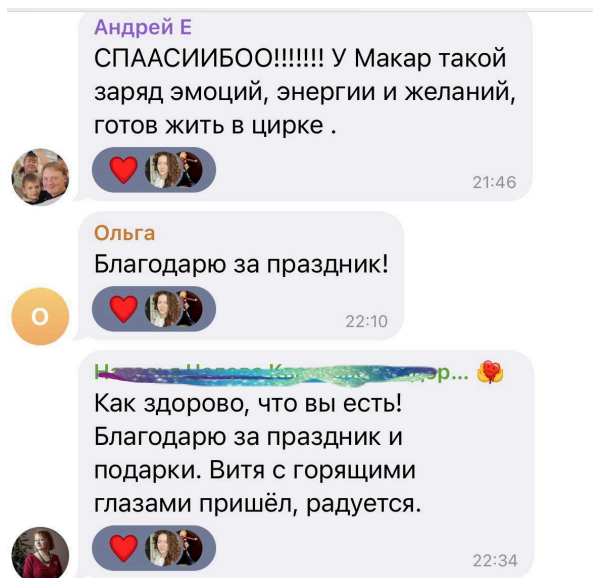 Андрей Е
СПААСИИБОО!!!!!!! У Макар такой
заряд эмоций, энергии и желаний,
готов жить в цирке .
21:46
Ольга
Благодарю за праздник!
О
22:10
Как здорово, что вы есть!
Благодарю за праздник и
подарки. Витя с горящими
глазами пришёл, радуется.
22:34